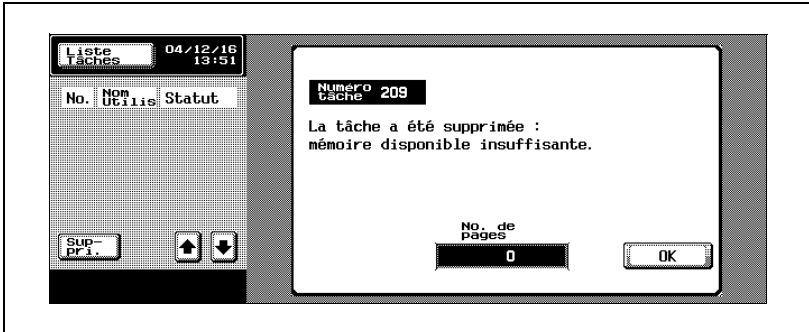 Liste
Tâches
04/12/16
13:51
No. Nom
Utilis Statut
Sup-
pri.
Numéro
tâche 209
La tâche a été supprimée :
mémoire disponible insuffisante.
No. de
pages
0
OK